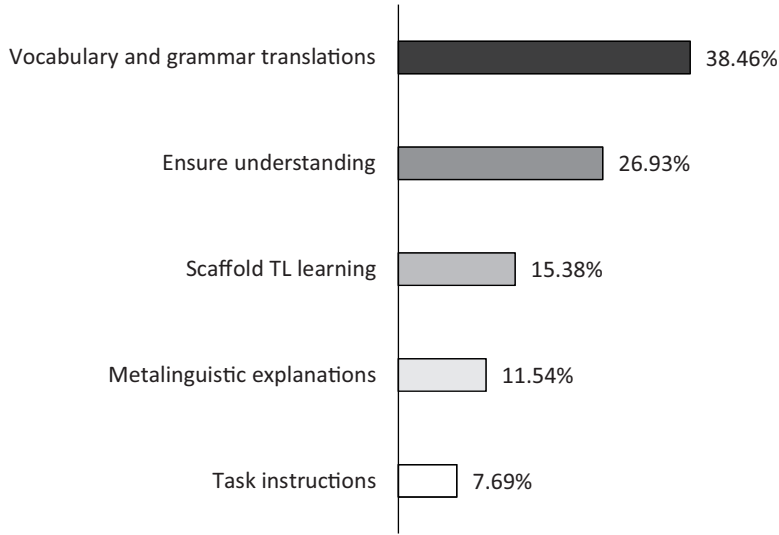 Vocabulary and grammar translations 38.46%
Ensure understanding 26.93%
Scaffold TL learning 15.38%
Metalinguistic explanations 11.54%
Task instructions 7.69%